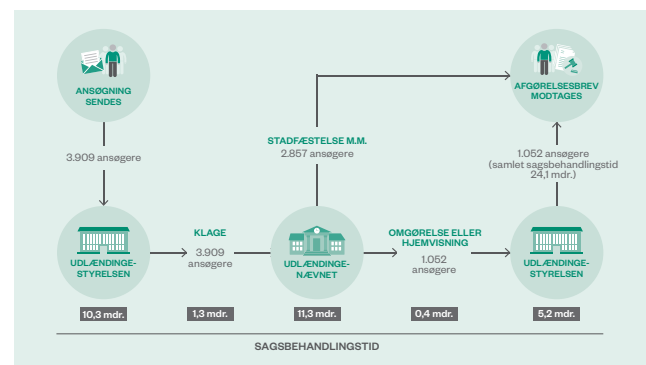 ANSØGNING
SENDES
3.909 ansøgere
UDLÆNDINGE-
STYRELSEN
KLAGE
3.909
ansøgere
STADFÆSTELSE M.M.
2.857 ansøgere
UDLÆNDINGE-
NÆVNET
OMGØRELSE ELLER
HJEMVISNING
1.052
ansøgere
AFGØRELSESBREV
MODTAGES
1.052 ansøgere
(samlet sagsbehandlingstid
24,1 mdr.)
UDLÆNDINGE-
STYRELSEN
10,3 mdr.
1,3 mdr.
11,3 mdr.
0,4 mdr.
5,2 mdr.
SAGSBEHANDLINGSTID